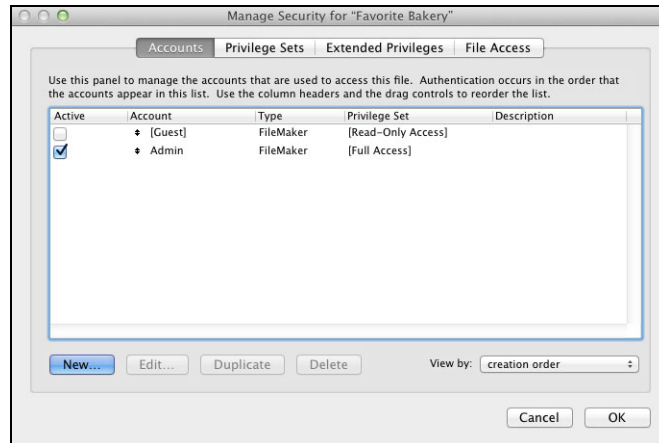 Manage Security for “Favorite Bakery”
Accounts Privilege Sets Extended Privileges File Access
Use this panel to manage the accounts that are used to access this file. Authentication occurs in the order that
the accounts appear in this list. Use the column headers and the drag controls to reorder the list.
Active Account Type Privilege Set Description
[Guest] FileMaker [Read-Only Access]
Admin FileMaker [Full Access]
New... Edit... Duplicate Delete View by: creation order
Cancel OK